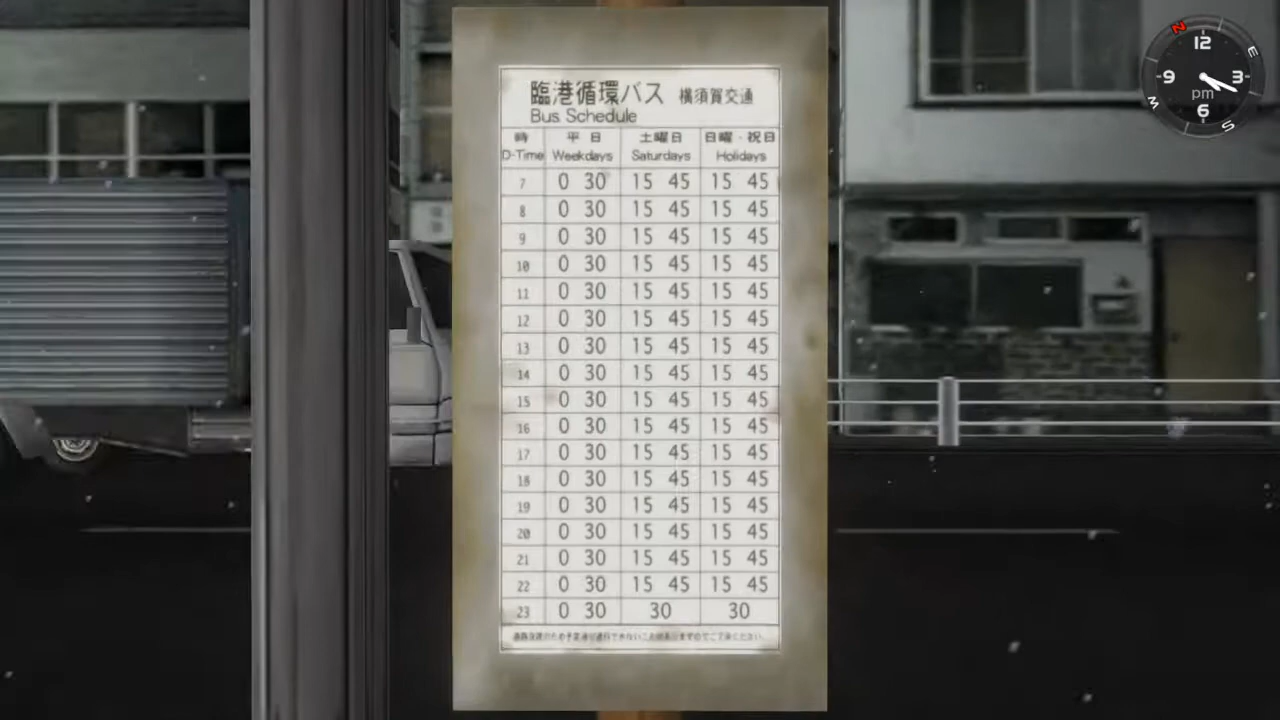 臨港循環バス 横須賀交通
Bus Schedule
時 平日 土曜日 日曜・祝日
D-Time Weekdays Saturdays Holidays
7 0 30 15 45 15 45
8 0 30 15 45 15 45
9 0 30 15 45 15 45
10 0 30 15 45 15 45
11 0 30 15 45 15 45
12 0 30 15 45 15 45
13 0 30 15 45 15 45
14 0 30 15 45 15 45
15 0 30 15 45 15 45
16 0 30 15 45 15 45
17 0 30 15 45 15 45
18 0 30 15 45 15 45
19 0 30 15 45 15 45
20 0 30 15 45 15 45
21 0 30 15 45 15 45
22 0 30 15 45 15 45
23 0 30 30 30
N
12
E
9 3
pm
W
6
S